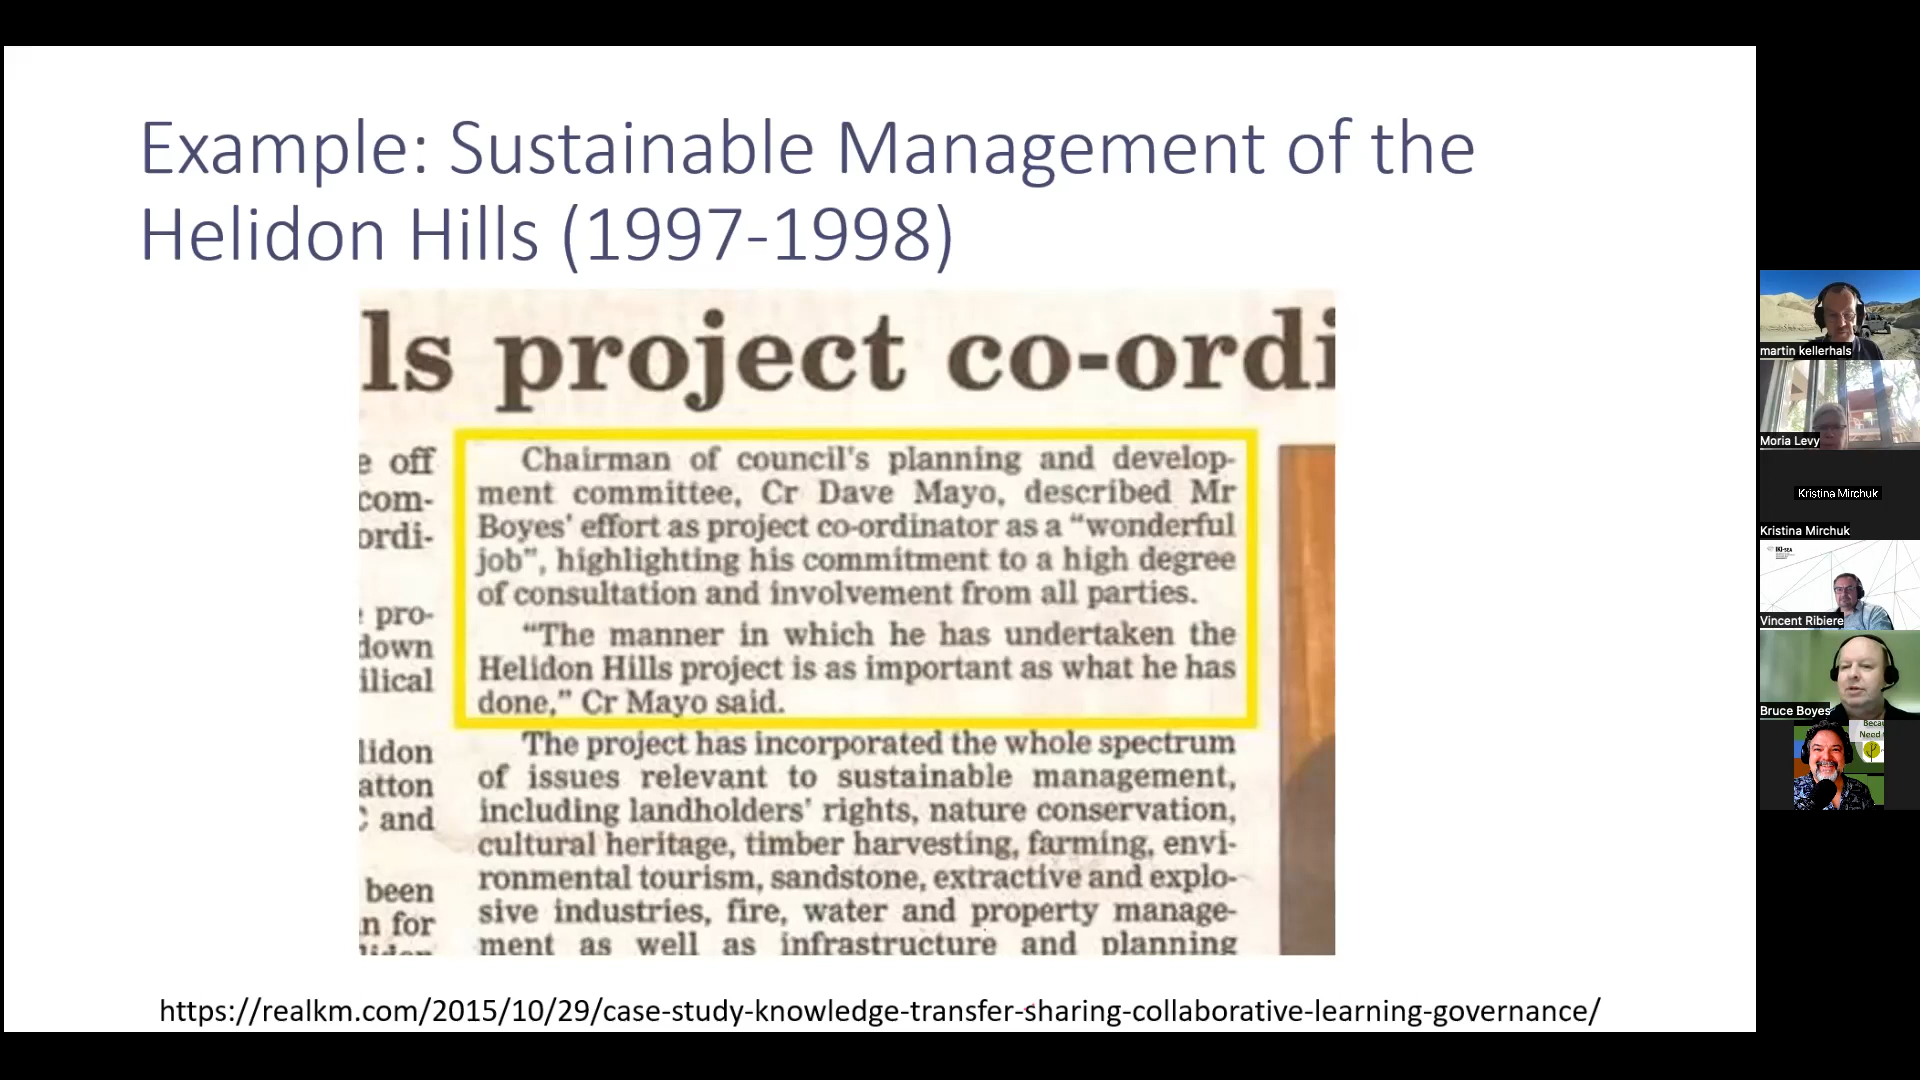 Example: Sustainable Management of the
Helidon Hills (1997-1998)
ls project co-ordi
e off
com-
ordi-
pro-
down
ilical
lidon
atton
and
been
n for
Chairman of council's planning and develop-
ment committee, Cr Dave Mayo, described Mr
Boyes' effort as project co-ordinator as a "wonderful
job", highlighting his commitment to a high degree
of consultation and involvement from all parties.
"The manner in which he has undertaken the
Helidon Hills project is as important as what he has
done," Cr Mayo said.
The project has incorporated the whole spectrum
of issues relevant to sustainable management,
including landholders' rights, nature conservation,
cultural heritage, timber harvesting, farming, envi-
ronmental tourism, sandstone, extractive and explo-
sive industries, fire, water and property manage-
ment as well as infrastructure and planning
https://realkm.com/2015/10/29/case-study-knowledge-transfer-sharing-collaborative-learning-governance/
martin kellerhals
Moria Levy
Kristina Mirchuk
Kristina Mirchuk
IKI-SEA
Vincent Ribiere
Bruce Boyes
Becau
Need